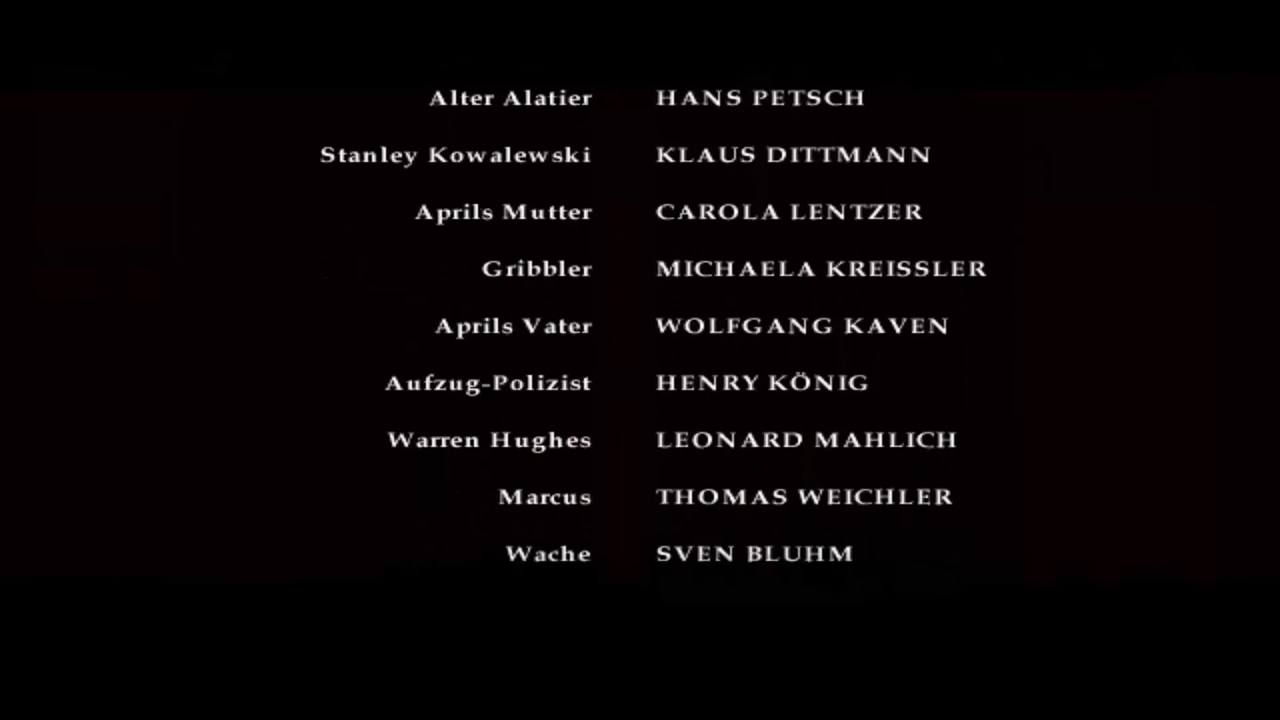 Alter Alatier HANS PETSCH
Stanley Kowalewski KLAUS DITTMANN
Aprils Mutter CAROLA LENTZER
Gribbler MICHAELA KREISSLER
Aprils Vater WOLFGANG KAVEN
Aufzug-Polizist HENRY KÖNIG
Warren Hughes LEONARD MAHLICH
Marcus THOMAS WEICHLER
Wache SVEN BLUHM